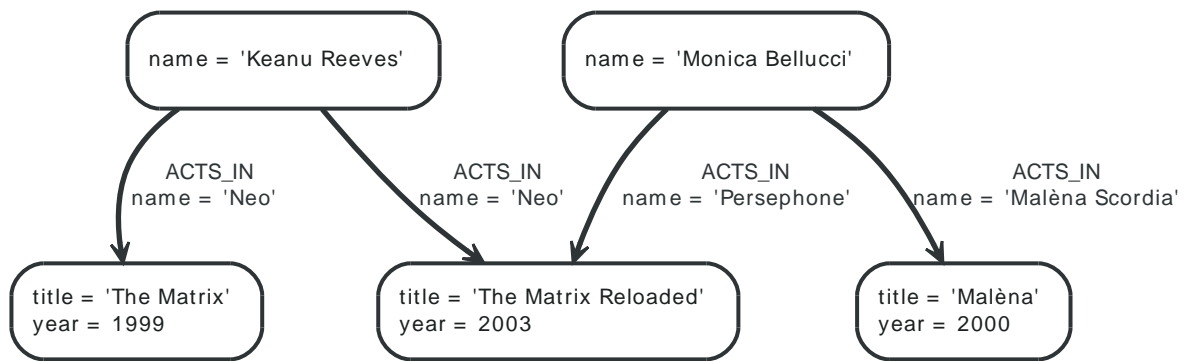 name = 'Keanu Reeves'
name = 'Monica Bellucci'
ACTS_IN
name = 'Neo'
ACTS_IN
name = 'Neo'
ACTS_IN
name = 'Persephone'
ACTS_IN
name = 'Malèna Scordia'
title = 'The Matrix'
year = 1999
title = 'The Matrix Reloaded'
year = 2003
title = 'Malèna'
year = 2000